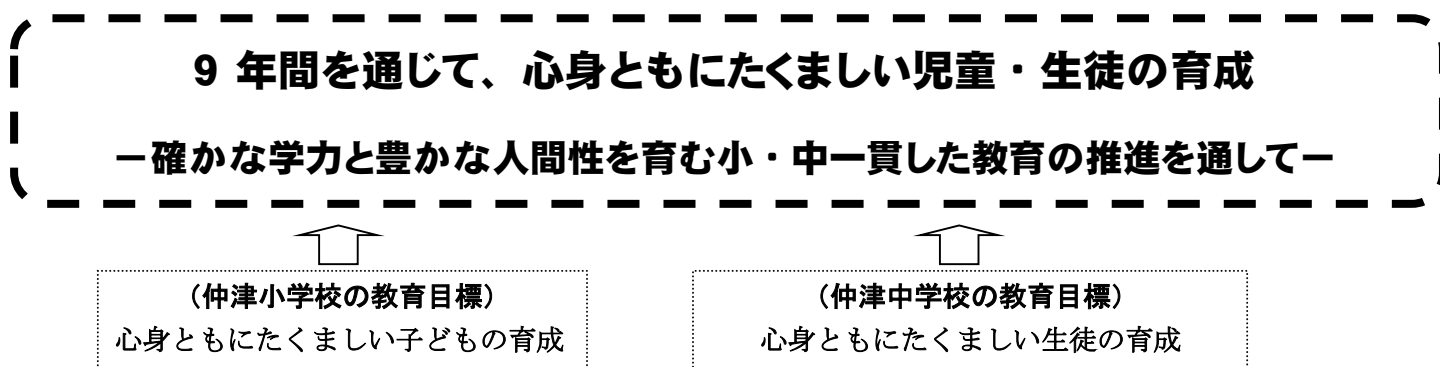 9 年間を通じて、心身ともにたくましい児童・生徒の育成
－確かな学力と豊かな人間性を育む小・中一貫した教育の推進を通して－
（仲津小学校の教育目標）
心身ともにたくましい子どもの育成
（仲津中学校の教育目標）
心身ともにたくましい生徒の育成